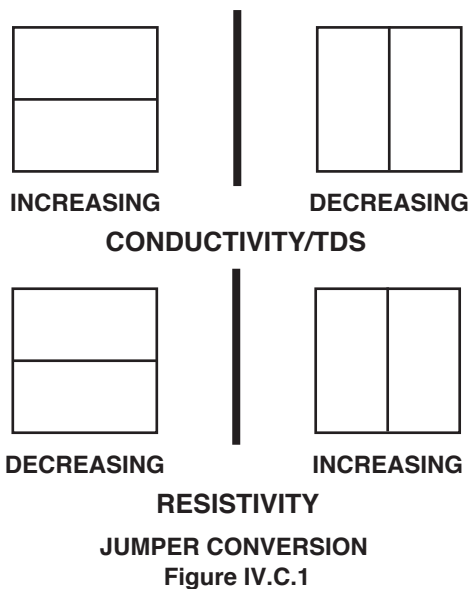 INCREASING DECREASING
CONDUCTIVITY/TDS
DECREASING INCREASING
RESISTIVITY
JUMPER CONVERSION
Figure IV.C.1